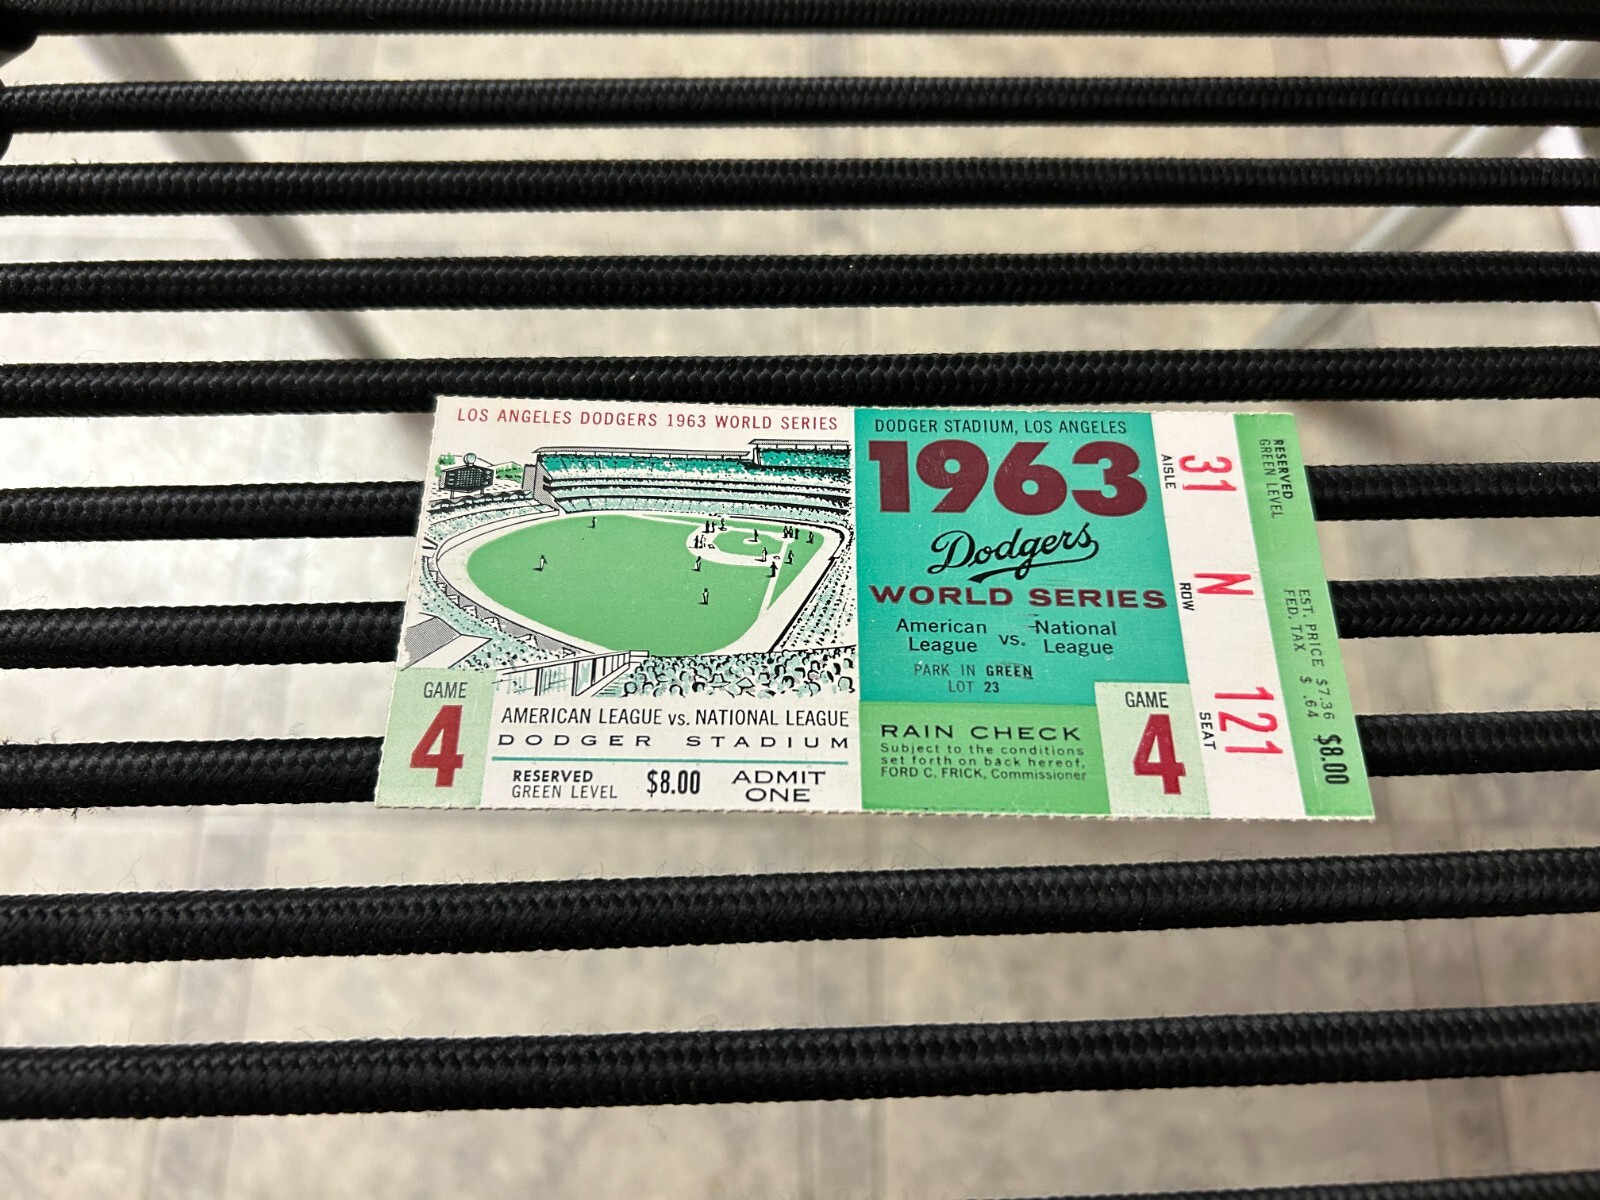 LOS ANGELES DODGERS 1963 WORLD SERIES
GAME
4
AMERICAN LEAGUE vs. NATIONAL LEAGUE
DODGER STADIUM
RESERVED
GREEN LEVEL
$8.00
ADMIT
ONE
DODGER STADIUM, LOS ANGELES
1963
Dodgers
WORLD SERIES
American
League
vs.
National
League
PARK IN GREEN
LOT 23
RAIN CHECK
Subject to the conditions
set forth on back hereof.
FORD C. FRICK, Commissioner
GAME
4
31
AISLE
N
ROW
121
SEAT
RESERVED
GREEN LEVEL
EST. PRICE $7.36
FED. TAX $ .64
$8.00